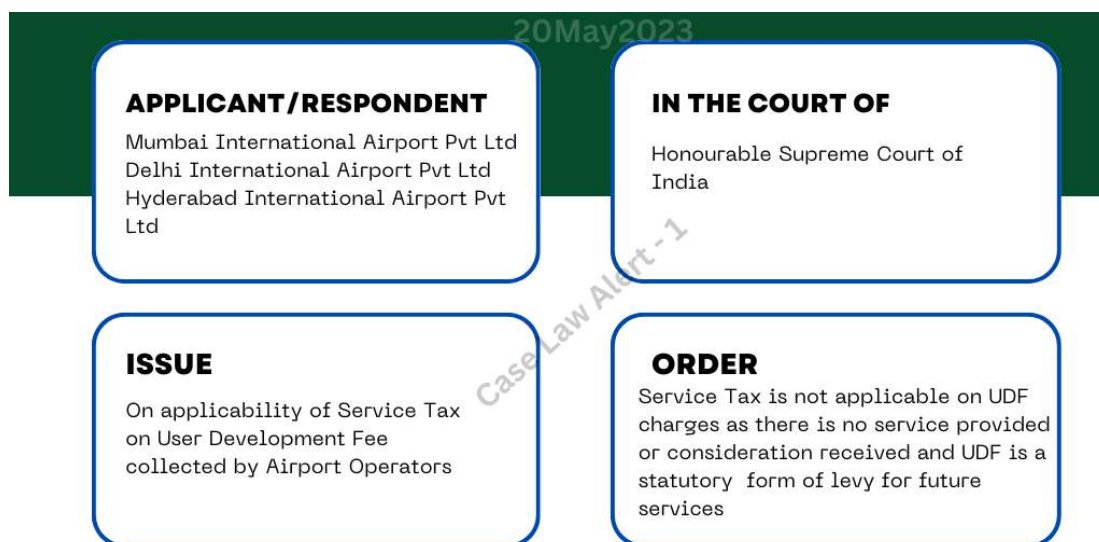 20May2023
APPLICANT/RESPONDENT
Mumbai International Airport Pvt Ltd
Delhi International Airport Pvt Ltd
Hyderabad International Airport Pvt
Ltd
IN THE COURT OF
Honourable Supreme Court of
India
Case Law Alert - 1
ISSUE
On applicability of Service Tax
on User Development Fee
collected by Airport Operators
ORDER
Service Tax is not applicable on UDF
charges as there is no service provided
or consideration received and UDF is a
statutory form of levy for future
services